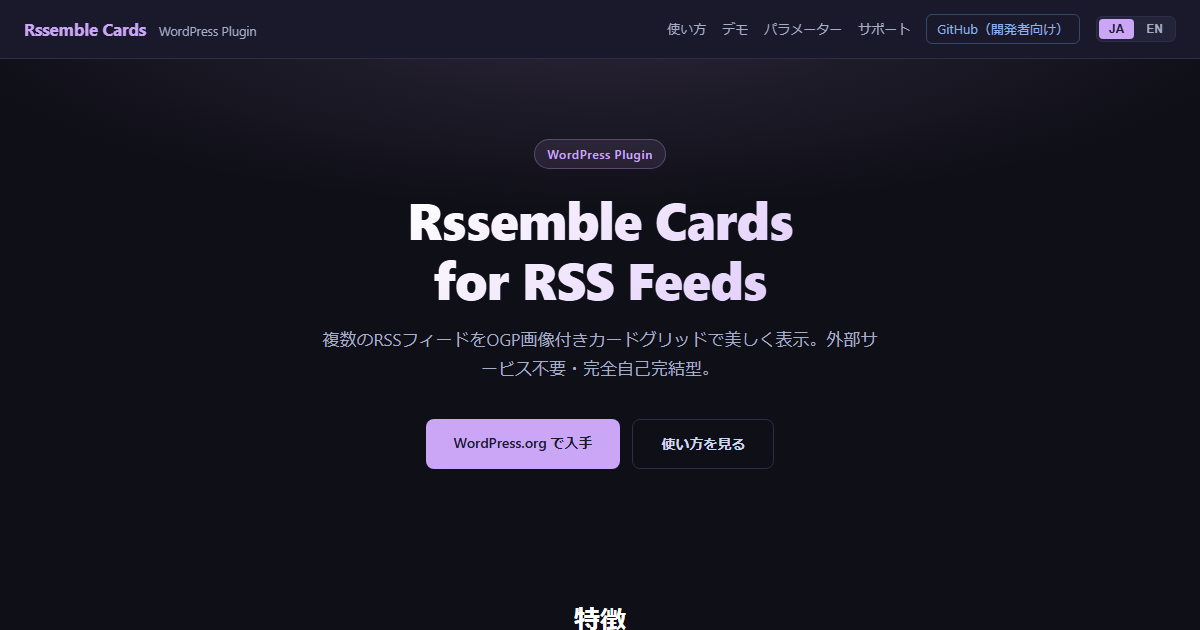 Rssemble Cards WordPress Plugin 使い方 デモ パラメーター サポート GitHub（開発者向け） JA EN
WordPress Plugin
Rssemble Cards
for RSS Feeds
複数のRSSフィードをOGP画像付きカードグリッドで美しく表示。外部サ
ービス不要・完全自己完結型。
WordPress.org で入手 使い方を見る
特徴